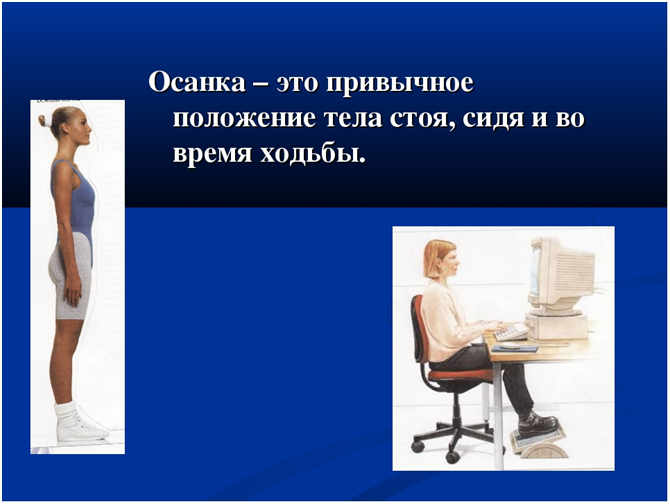 Осанка – это привычное
положение тела стоя, сидя и во
время ходьбы.